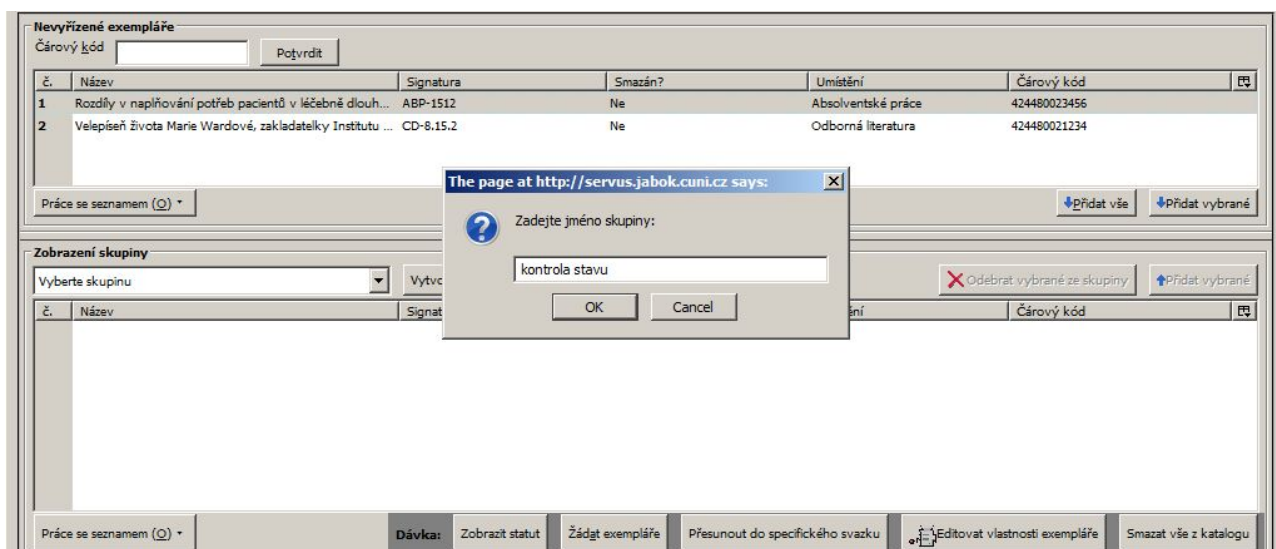 Nevyřízené exempláře
Čárový kód
Potvrdit
č. Název Signatura Smazán? Umístění Čárový kód
1 Rozdíly v naplňování potřeb pacientů v léčebně dlouh... ABP-1512 Ne Absolventské práce 424480023456
2 Velepíseň života Marie Wardové, zakladatelky Institutu ... CD-8.15.2 Ne Odborná literatura 424480021234
Práce se seznamem (O)
Přidat vše
Přidat vybrané
The page at http://servus.jabok.cuni.cz says:
Zadejte jméno skupiny:
kontrola stavu
OK Cancel
Zobrazení skupiny
Vyberte skupinu
Odebrat vybrané ze skupiny
Přidat vybrané
č. Název Čárový kód
Práce se seznamem (O)
Dávka: Zobrazit statut Žádat exempláře Přesunout do specifického svazku Editovat vlastnosti exempláře Smazat vše z katalogu